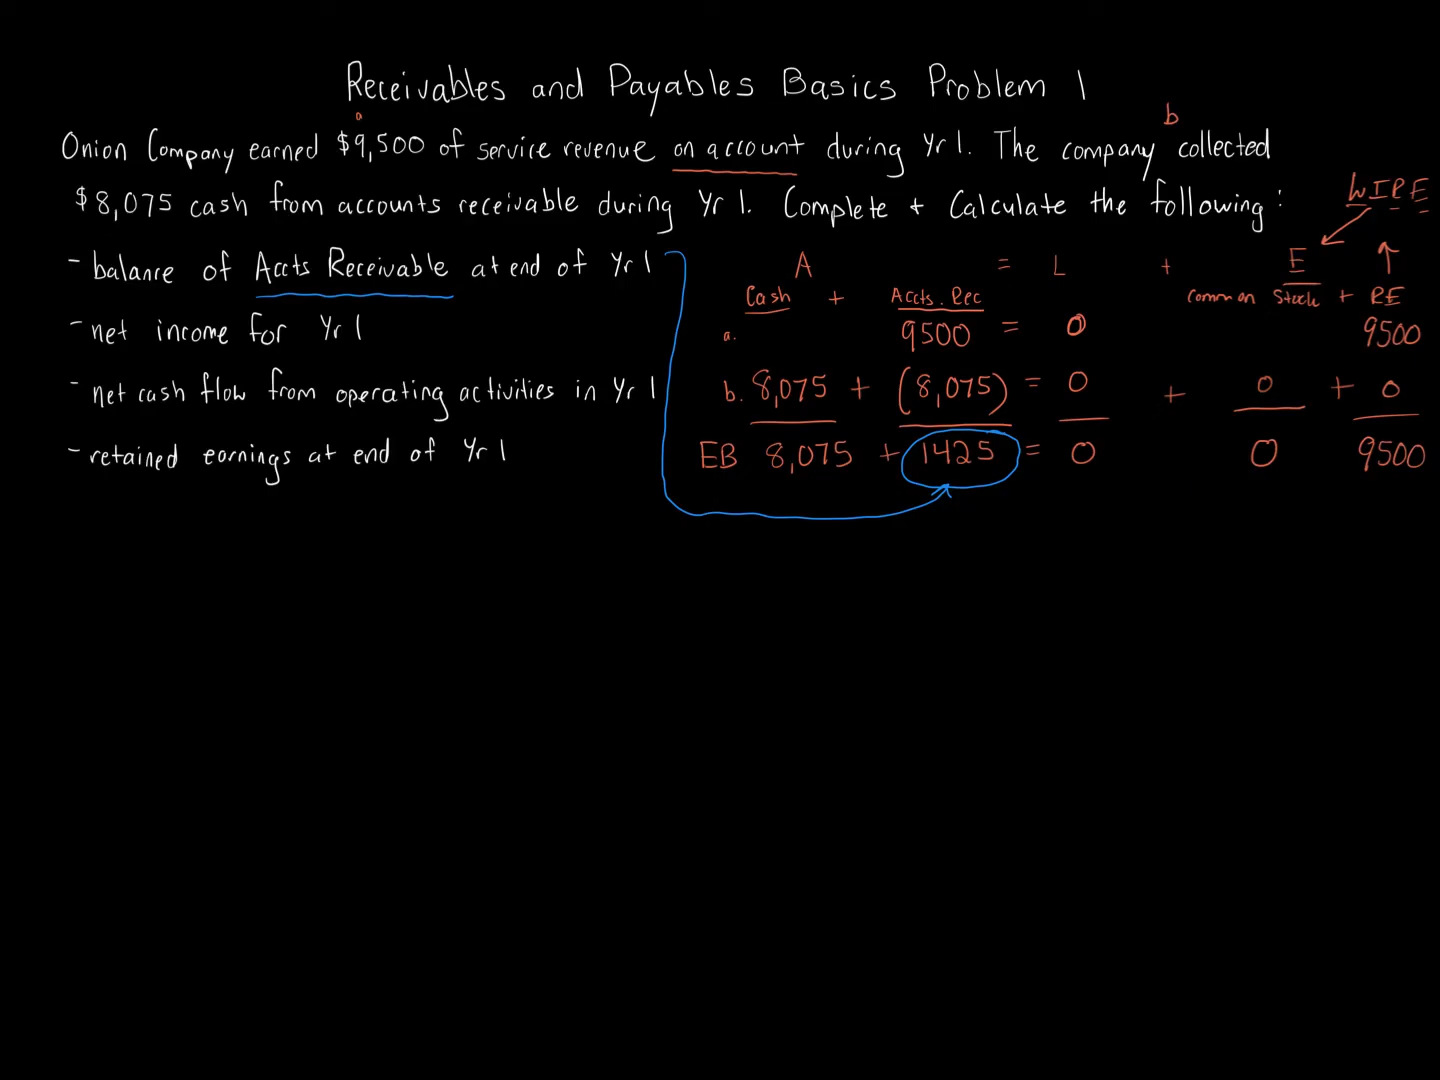 Receivables and Payables Basics Problem 1
a
b
Onion Company earned $9,500 of service revenue on account during Yr 1. The company collected
$8,075 cash from accounts receivable during Yr 1. Complete + Calculate the following:
WIPE
- balance of Accts Receivable at end of Yr 1
A = L + E
Cash + Accts. Rec common Stock + RE
- net income for Yr 1
a. 9500 = 0 9500
- net cash flow from operating activities in Yr 1
b. 8,075 + (8,075) = 0 + 0 + 0
- retained earnings at end of Yr 1
EB 8,075 + 1425 = 0 0 9500